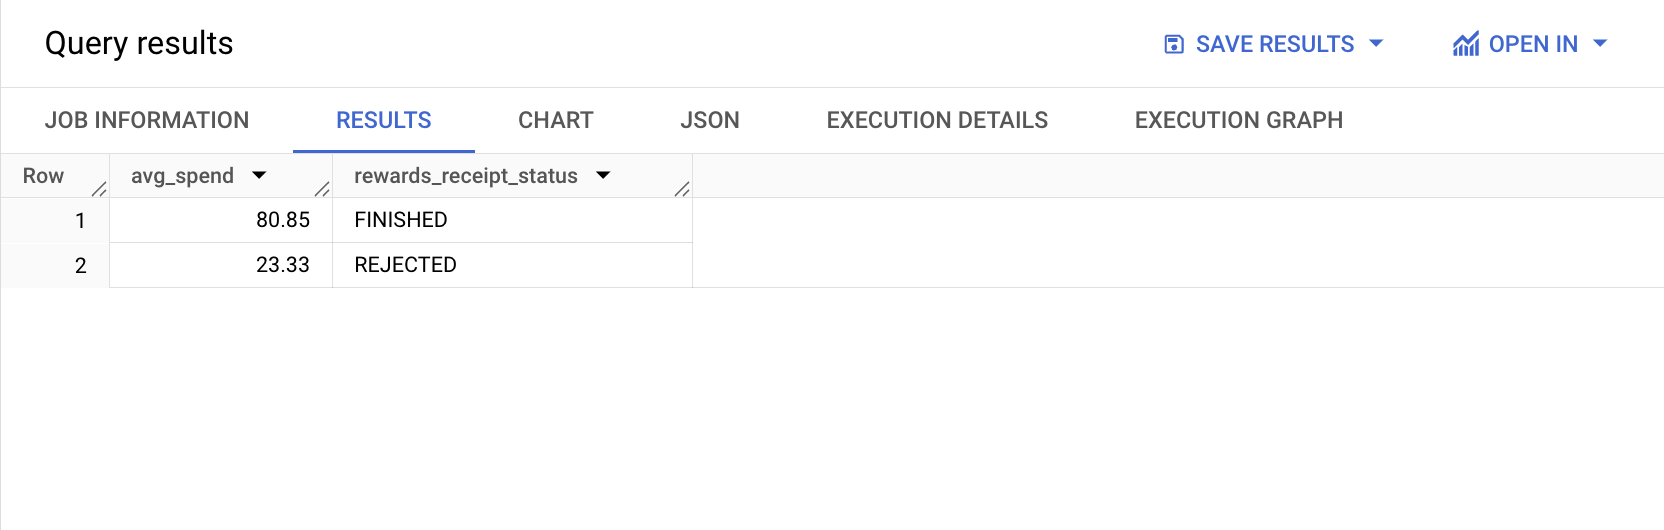 Query results
SAVE RESULTS
OPEN IN
JOB INFORMATION RESULTS CHART JSON EXECUTION DETAILS EXECUTION GRAPH
Row avg_spend rewards_receipt_status
1 80.85 FINISHED
2 23.33 REJECTED